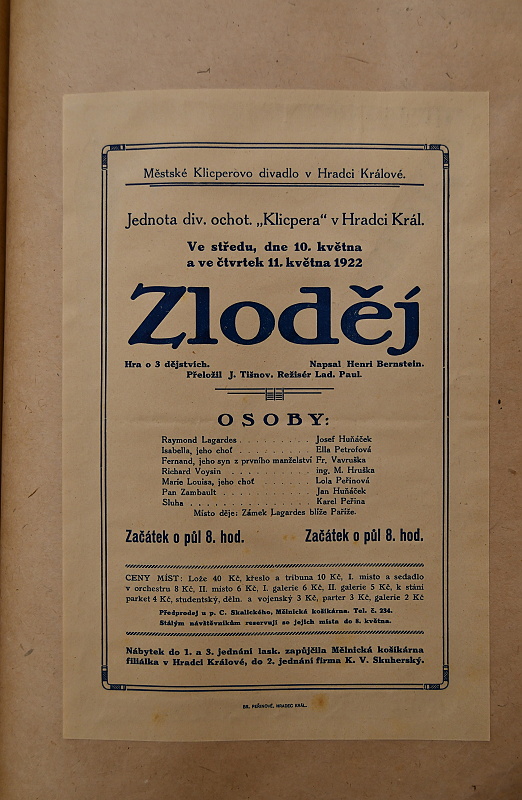 Městské Klicperovo divadlo v Hradci Králové.
Jednota div. ochot. „Klicpera“ v Hradci Král.
Ve středu, dne 10. května
a ve čtvrtek 11. května 1922
Zloděj
Hra o 3 dějstvích. Napsal Henri Bernstein.
Přeložil J. Tišnov. Režisér Lad. Paul.
OSOBY:
Raymond Lagardes . . . . . . . . . Josef Huňáček
Isabella, jeho choť . . . . . . . . . Ella Petrofová
Fernand, jeho syn z prvního manželství Fr. Vavruška
Richard Voysin . . . . . . . . . . ing. M. Hruška
Marie Louisa, jeho choť . . . . . . . Lola Peřinová
Pan Zambault . . . . . . . . . . . Jan Huňáček
Sluha . . . . . . . . . . . . . . . Karel Peřina
Místo děje: Zámek Lagardes blíže Paříže.
Začátek o půl 8. hod. Začátek o půl 8. hod.
CENY MÍST: Lože 40 Kč, křeslo a tribuna 10 Kč, I. místo a sedadlo
v orchestru 8 Kč, II. místo 6 Kč, I. galerie 6 Kč, II. galerie 5 Kč, k stání
parket 4 Kč, studentský, děln. a vojenský 3 Kč, parter 3 Kč, galerie 2 Kč
Předprodej u p. C. Skalického, Mělnická košíkárna. Tel. č. 234.
Stálým návštěvníkům reservují se jejich místa do 8. května.
Nábytek do 1. a 3. jednání lask. zapůjčila Mělnická košíkárna
filiálka v Hradci Králové, do 2. jednání firma K. V. Skuherský.
BR. PEŘINOVÉ, HRADEC KRÁL.